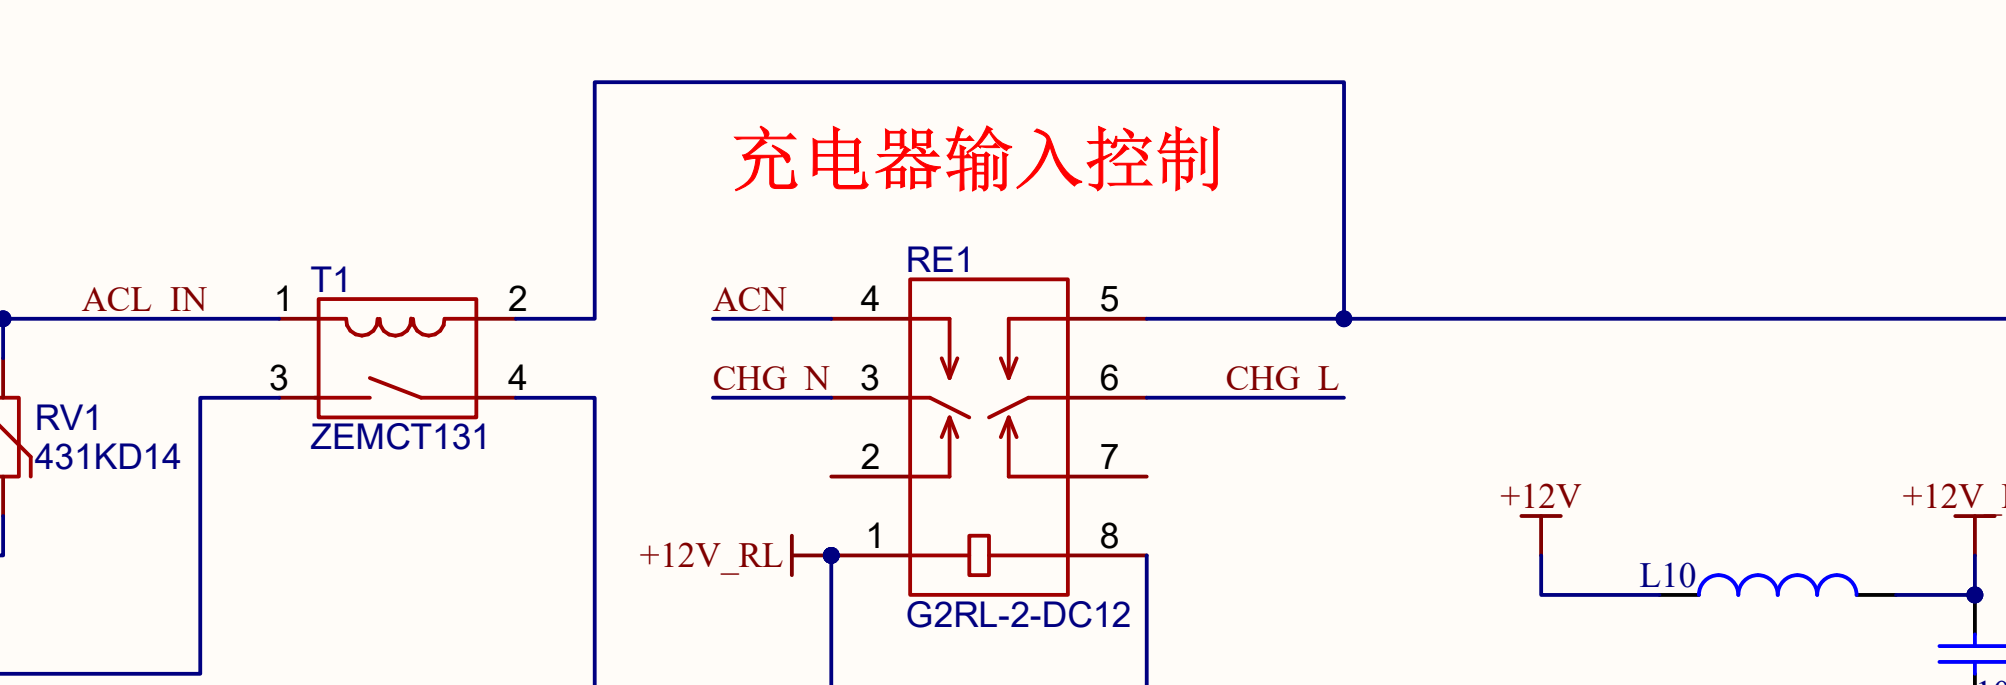 充电器输入控制
RE1
T1
ACL IN
1
2
ACN
4
5
3
4
CHG N
3
6
CHG L
RV1
ZEMCT131
431KD14
2
7
+12V
+12V_RL
1
8
L10
G2RL-2-DC12